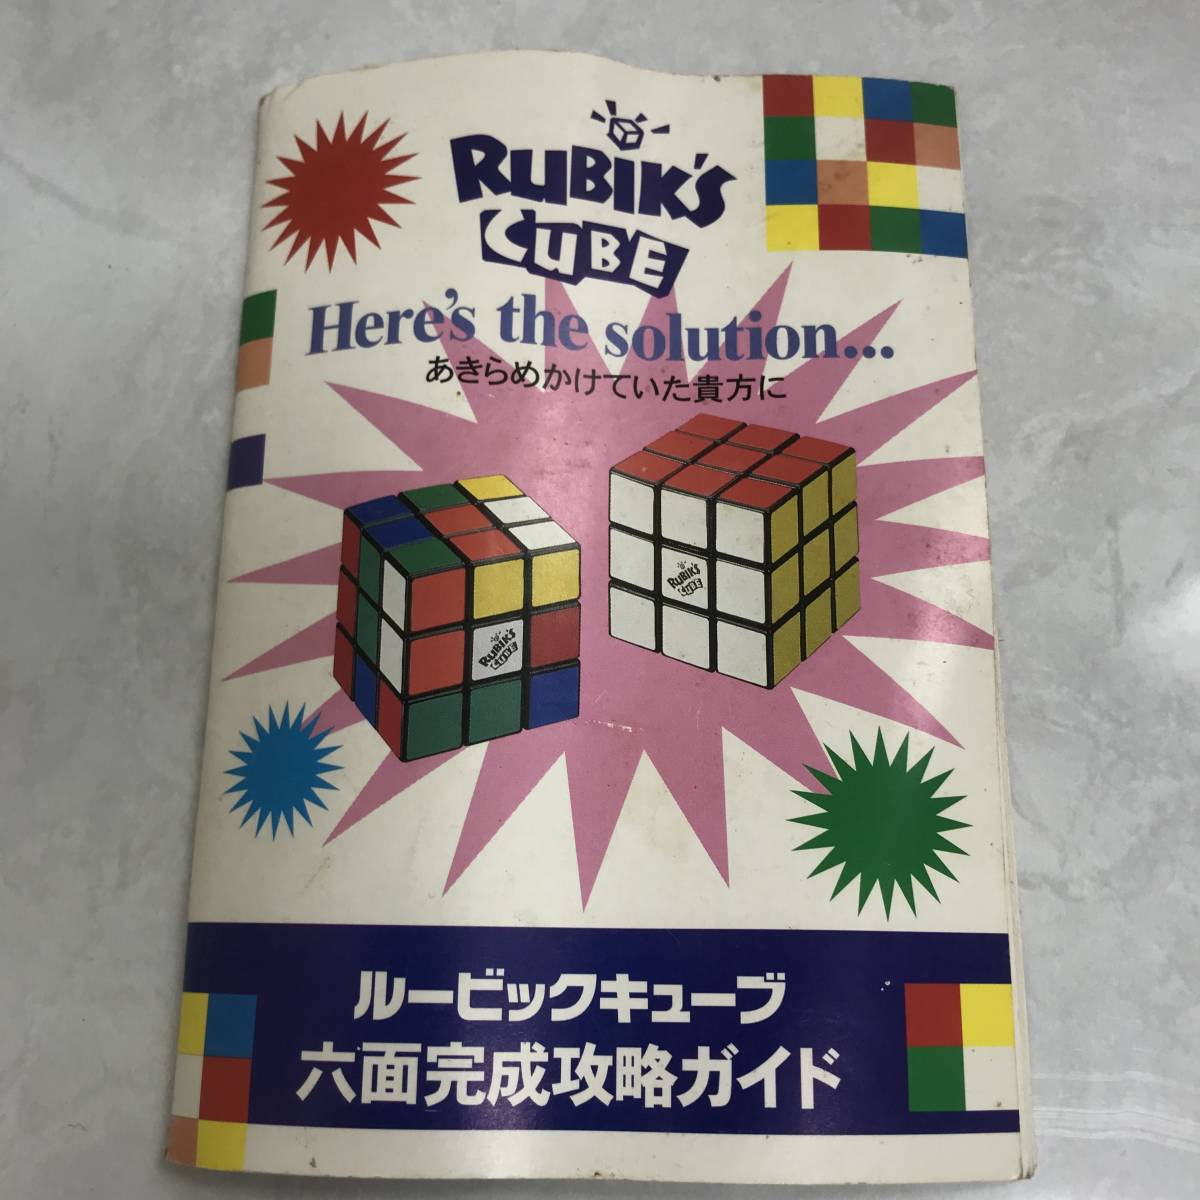 RUBIK'S
CUBE
Here's the solution...
あきらめかけていた貴方に
RUBIK'S
CUBE
RUBIK'S
CUBE
ルービックキューブ
六面完成攻略ガイド